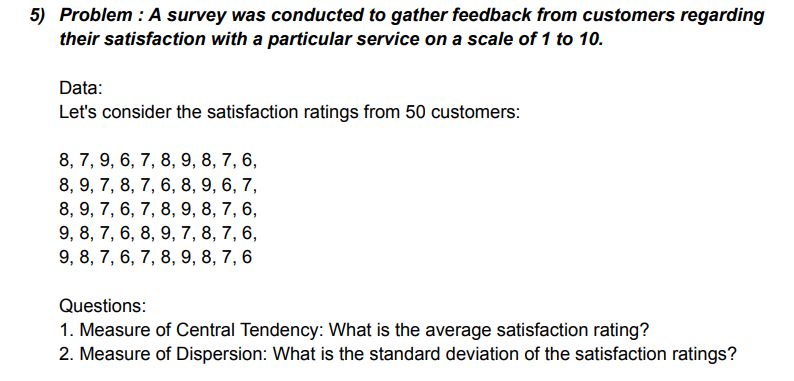 5) Problem : A survey was conducted to gather feedback from customers regarding
their satisfaction with a particular service on a scale of 1 to 10.
Data:
Let's consider the satisfaction ratings from 50 customers:
8, 7, 9, 6, 7, 8, 9, 8, 7, 6,
8, 9, 7, 8, 7, 6, 8, 9, 6, 7,
8, 9, 7, 6, 7, 8, 9, 8, 7, 6,
9, 8, 7, 6, 8, 9, 7, 8, 7, 6,
9, 8, 7, 6, 7, 8, 9, 8, 7, 6
Questions:
1. Measure of Central Tendency: What is the average satisfaction rating?
2. Measure of Dispersion: What is the standard deviation of the satisfaction ratings?